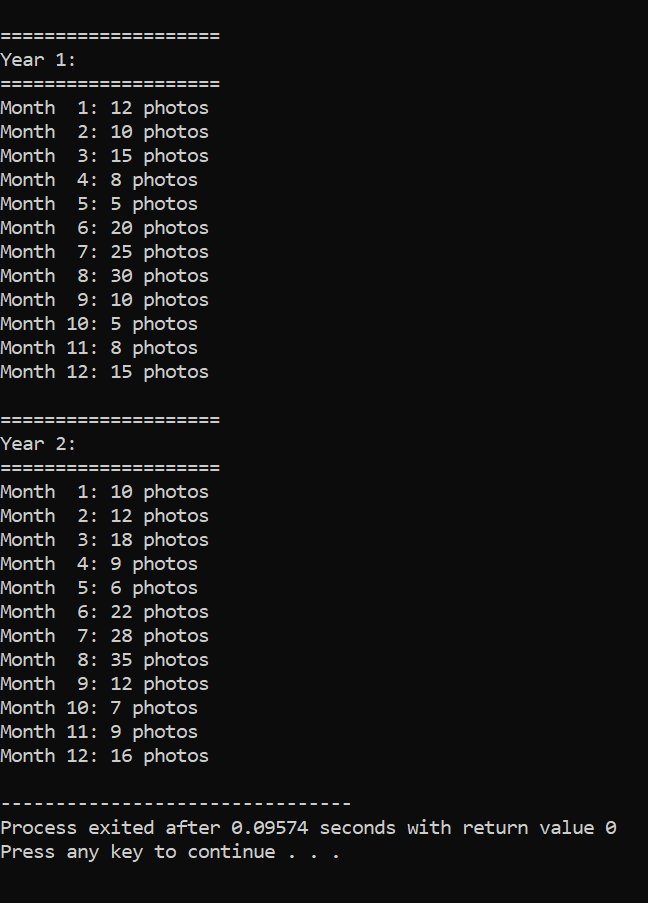 ====================
Year 1:
====================
Month  1: 12 photos
Month  2: 10 photos
Month  3: 15 photos
Month  4: 8 photos
Month  5: 5 photos
Month  6: 20 photos
Month  7: 25 photos
Month  8: 30 photos
Month  9: 10 photos
Month 10: 5 photos
Month 11: 8 photos
Month 12: 15 photos

====================
Year 2:
====================
Month  1: 10 photos
Month  2: 12 photos
Month  3: 18 photos
Month  4: 9 photos
Month  5: 6 photos
Month  6: 22 photos
Month  7: 28 photos
Month  8: 35 photos
Month  9: 12 photos
Month 10: 7 photos
Month 11: 9 photos
Month 12: 16 photos

--------------------------------
Process exited after 0.09574 seconds with return value 0
Press any key to continue . . .